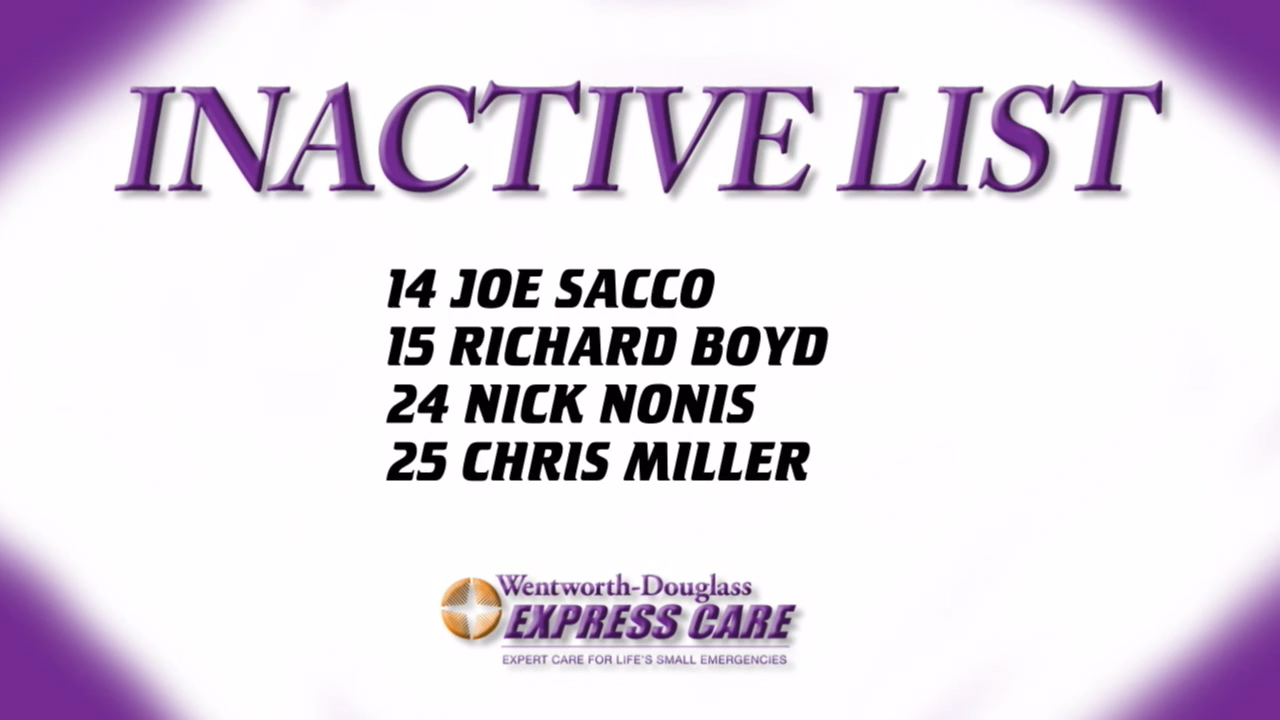 INACTIVE LIST
14 JOE SACCO
15 RICHARD BOYD
24 NICK NONIS
25 CHRIS MILLER
Wentworth-Douglass
EXPRESS CARE
EXPERT CARE FOR LIFE'S SMALL EMERGENCIES